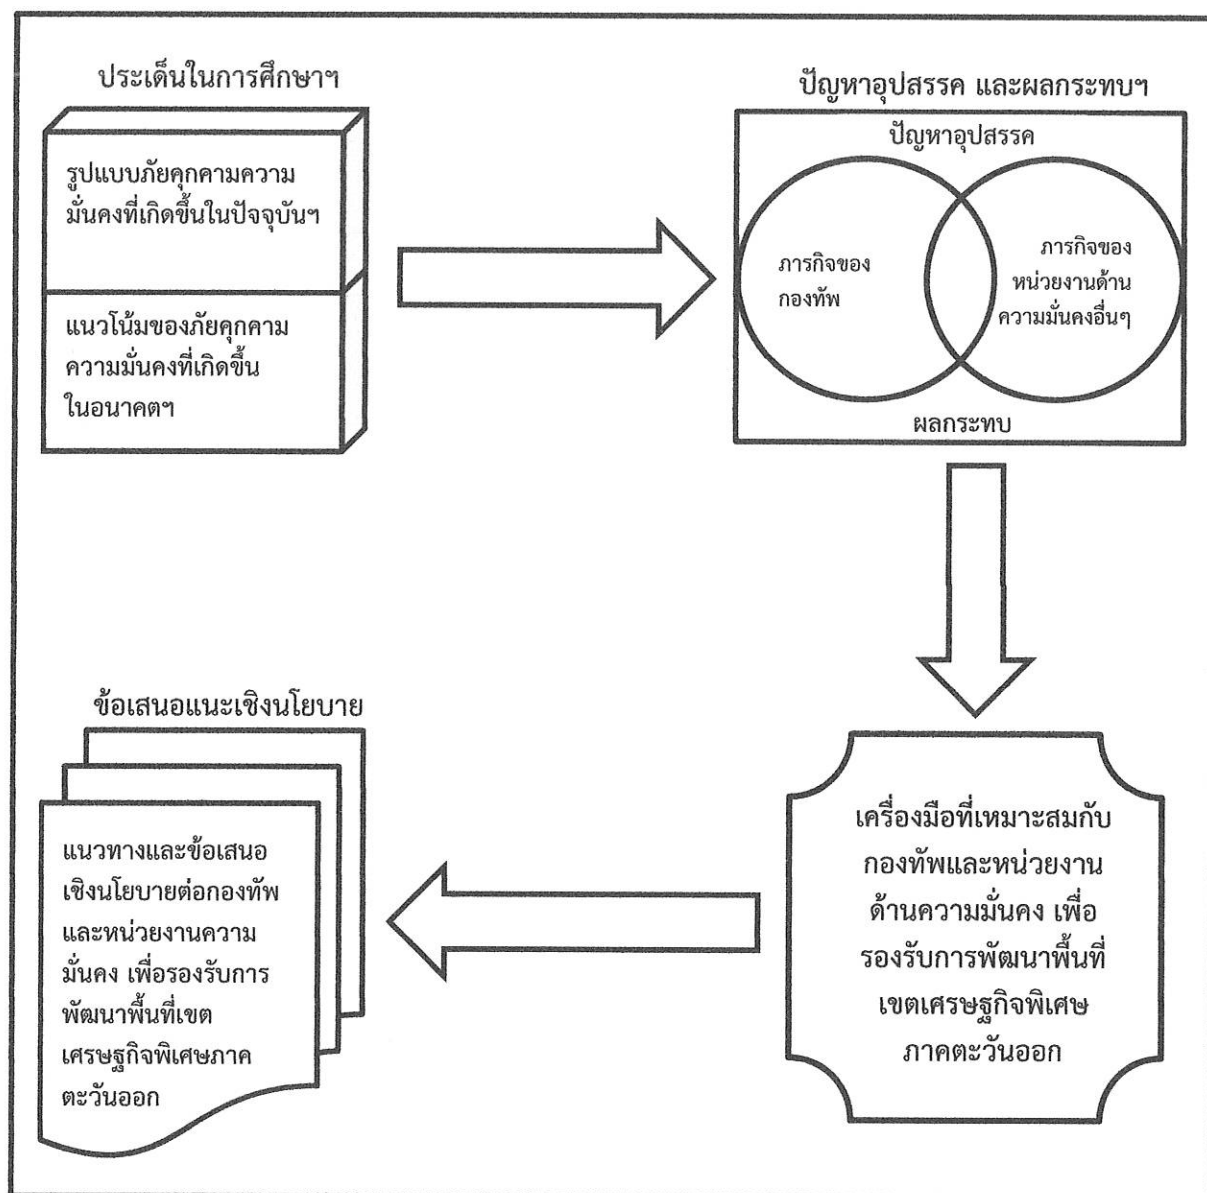 ประเด็นในการศึกษาฯ
รูปแบบภัยคุกคามความ
มั่นคงที่เกิดขึ้นในปัจจุบันฯ
แนวโน้มของภัยคุกคาม
ความมั่นคงที่เกิดขึ้น
ในอนาคตฯ
ปัญหาอุปสรรค และผลกระทบฯ
ปัญหาอุปสรรค
ภารกิจของ
กองทัพ
ภารกิจของ
หน่วยงานด้าน
ความมั่นคงอื่นๆ
ผลกระทบ
เครื่องมือที่เหมาะสมกับ
กองทัพและหน่วยงาน
ด้านความมั่นคง เพื่อ
รองรับการพัฒนาพื้นที่
เขตเศรษฐกิจพิเศษ
ภาคตะวันออก
ข้อเสนอแนะเชิงนโยบาย
แนวทางและข้อเสนอ
เชิงนโยบายต่อกองทัพ
และหน่วยงานความ
มั่นคง เพื่อรองรับการ
พัฒนาพื้นที่เขต
เศรษฐกิจพิเศษภาค
ตะวันออก